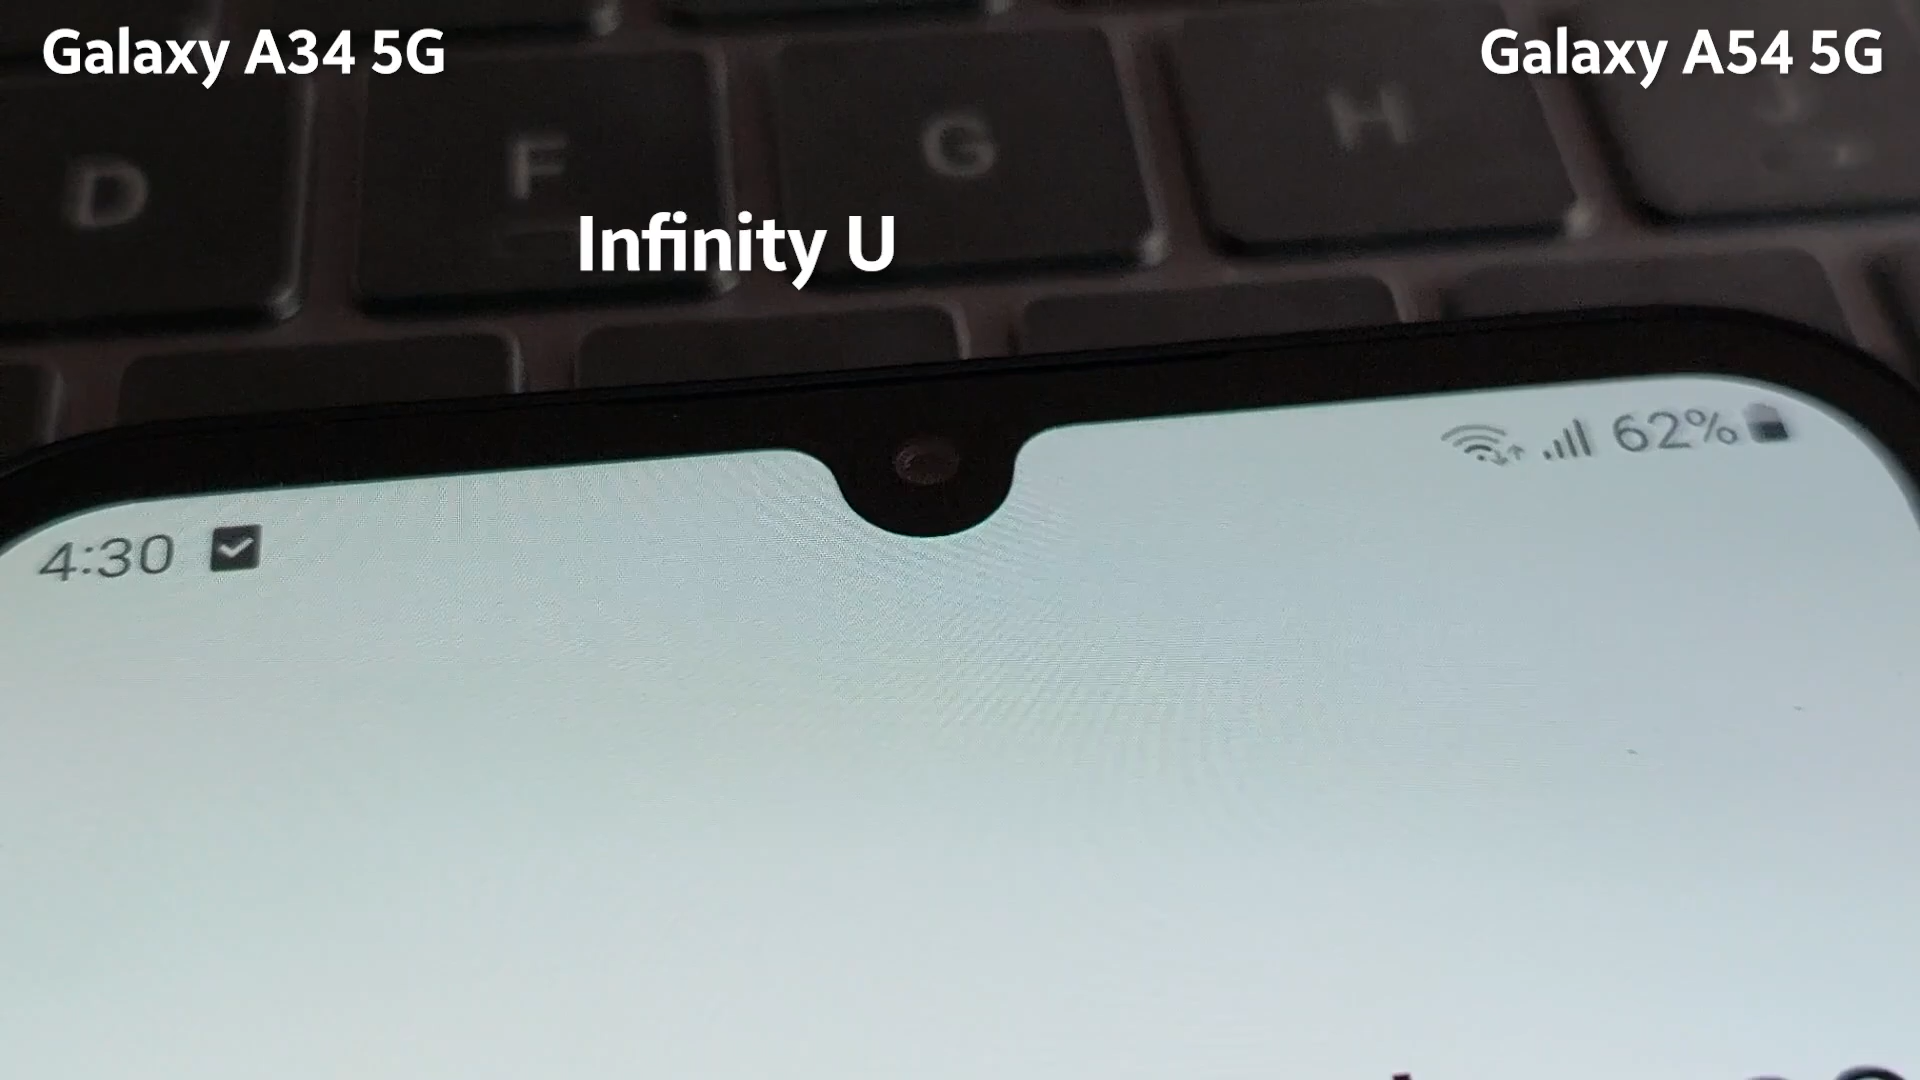 Galaxy A34 5G
Galaxy A54 5G
D
F
G
H
J
Infinity U
62%
4:30